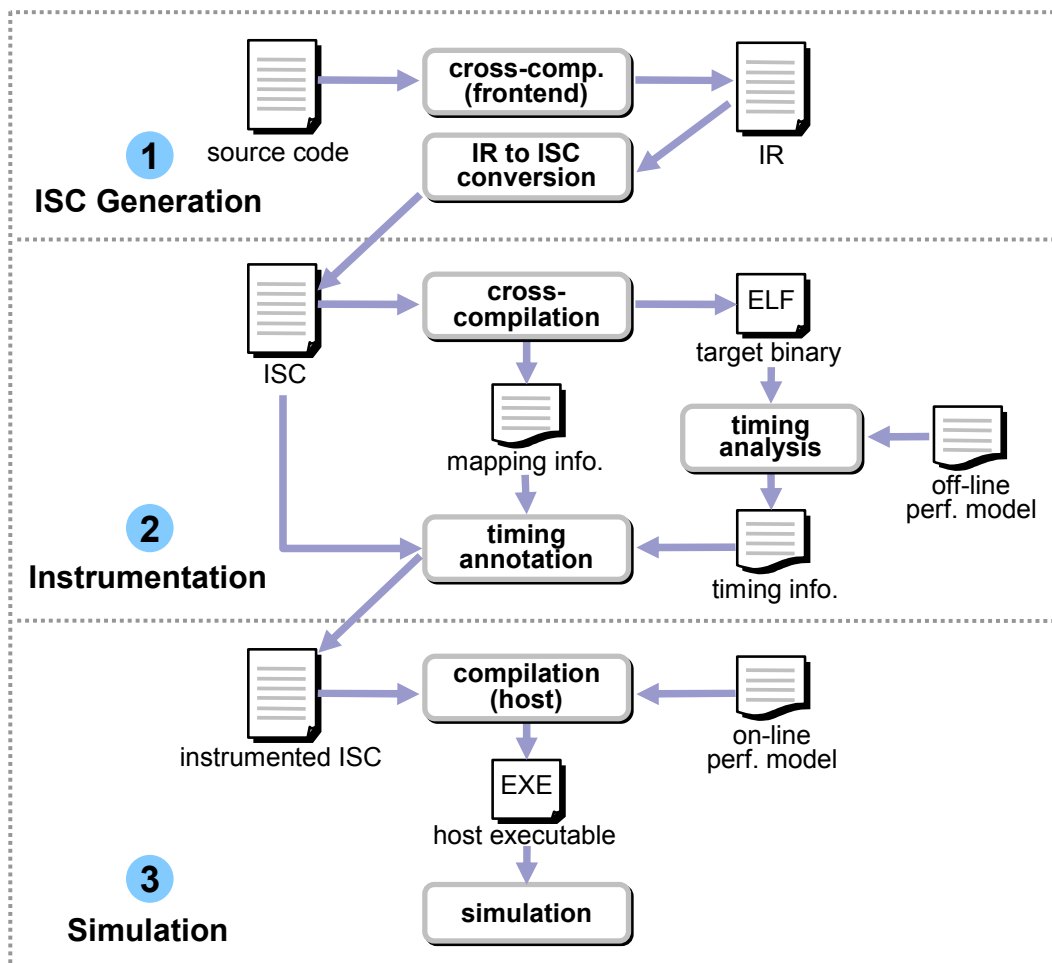 cross-comp.
(frontend)
source code
IR
1
ISC Generation
IR to ISC
conversion
ISC
cross-
compilation
ELF
target binary
mapping info.
timing
analysis
off-line
perf. model
2
Instrumentation
timing
annotation
timing info.
instrumented ISC
compilation
(host)
on-line
perf. model
EXE
host executable
3
Simulation
simulation